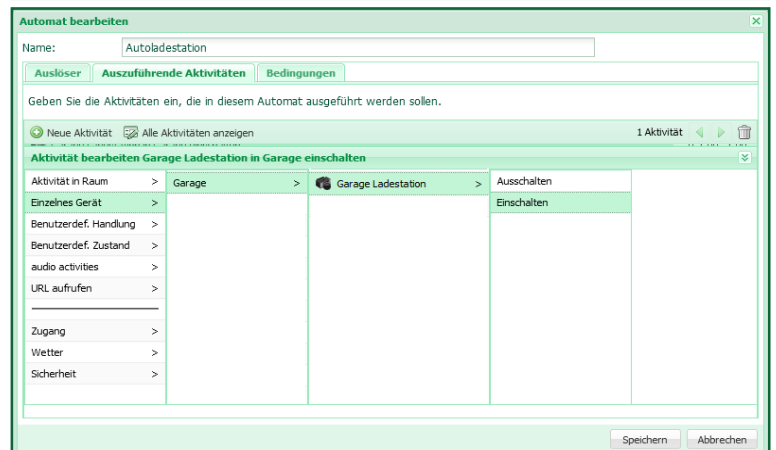 Automat bearbeiten
Name: Autoladestation
Auslöser Auszuführende Aktivitäten Bedingungen
Geben Sie die Aktivitäten ein, die in diesem Automat ausgeführt werden sollen.
Neue Aktivität Alle Aktivitäten anzeigen 1 Aktivität
Aktivität bearbeiten Garage Ladestation in Garage einschalten
Aktivität in Raum > Garage > Garage Ladestation > Ausschalten
Einzelnes Gerät > Einschalten
Benutzerdef. Handlung >
Benutzerdef. Zustand >
audio activities >
URL aufrufen >
Zugang >
Wetter >
Sicherheit >
Speichern Abbrechen